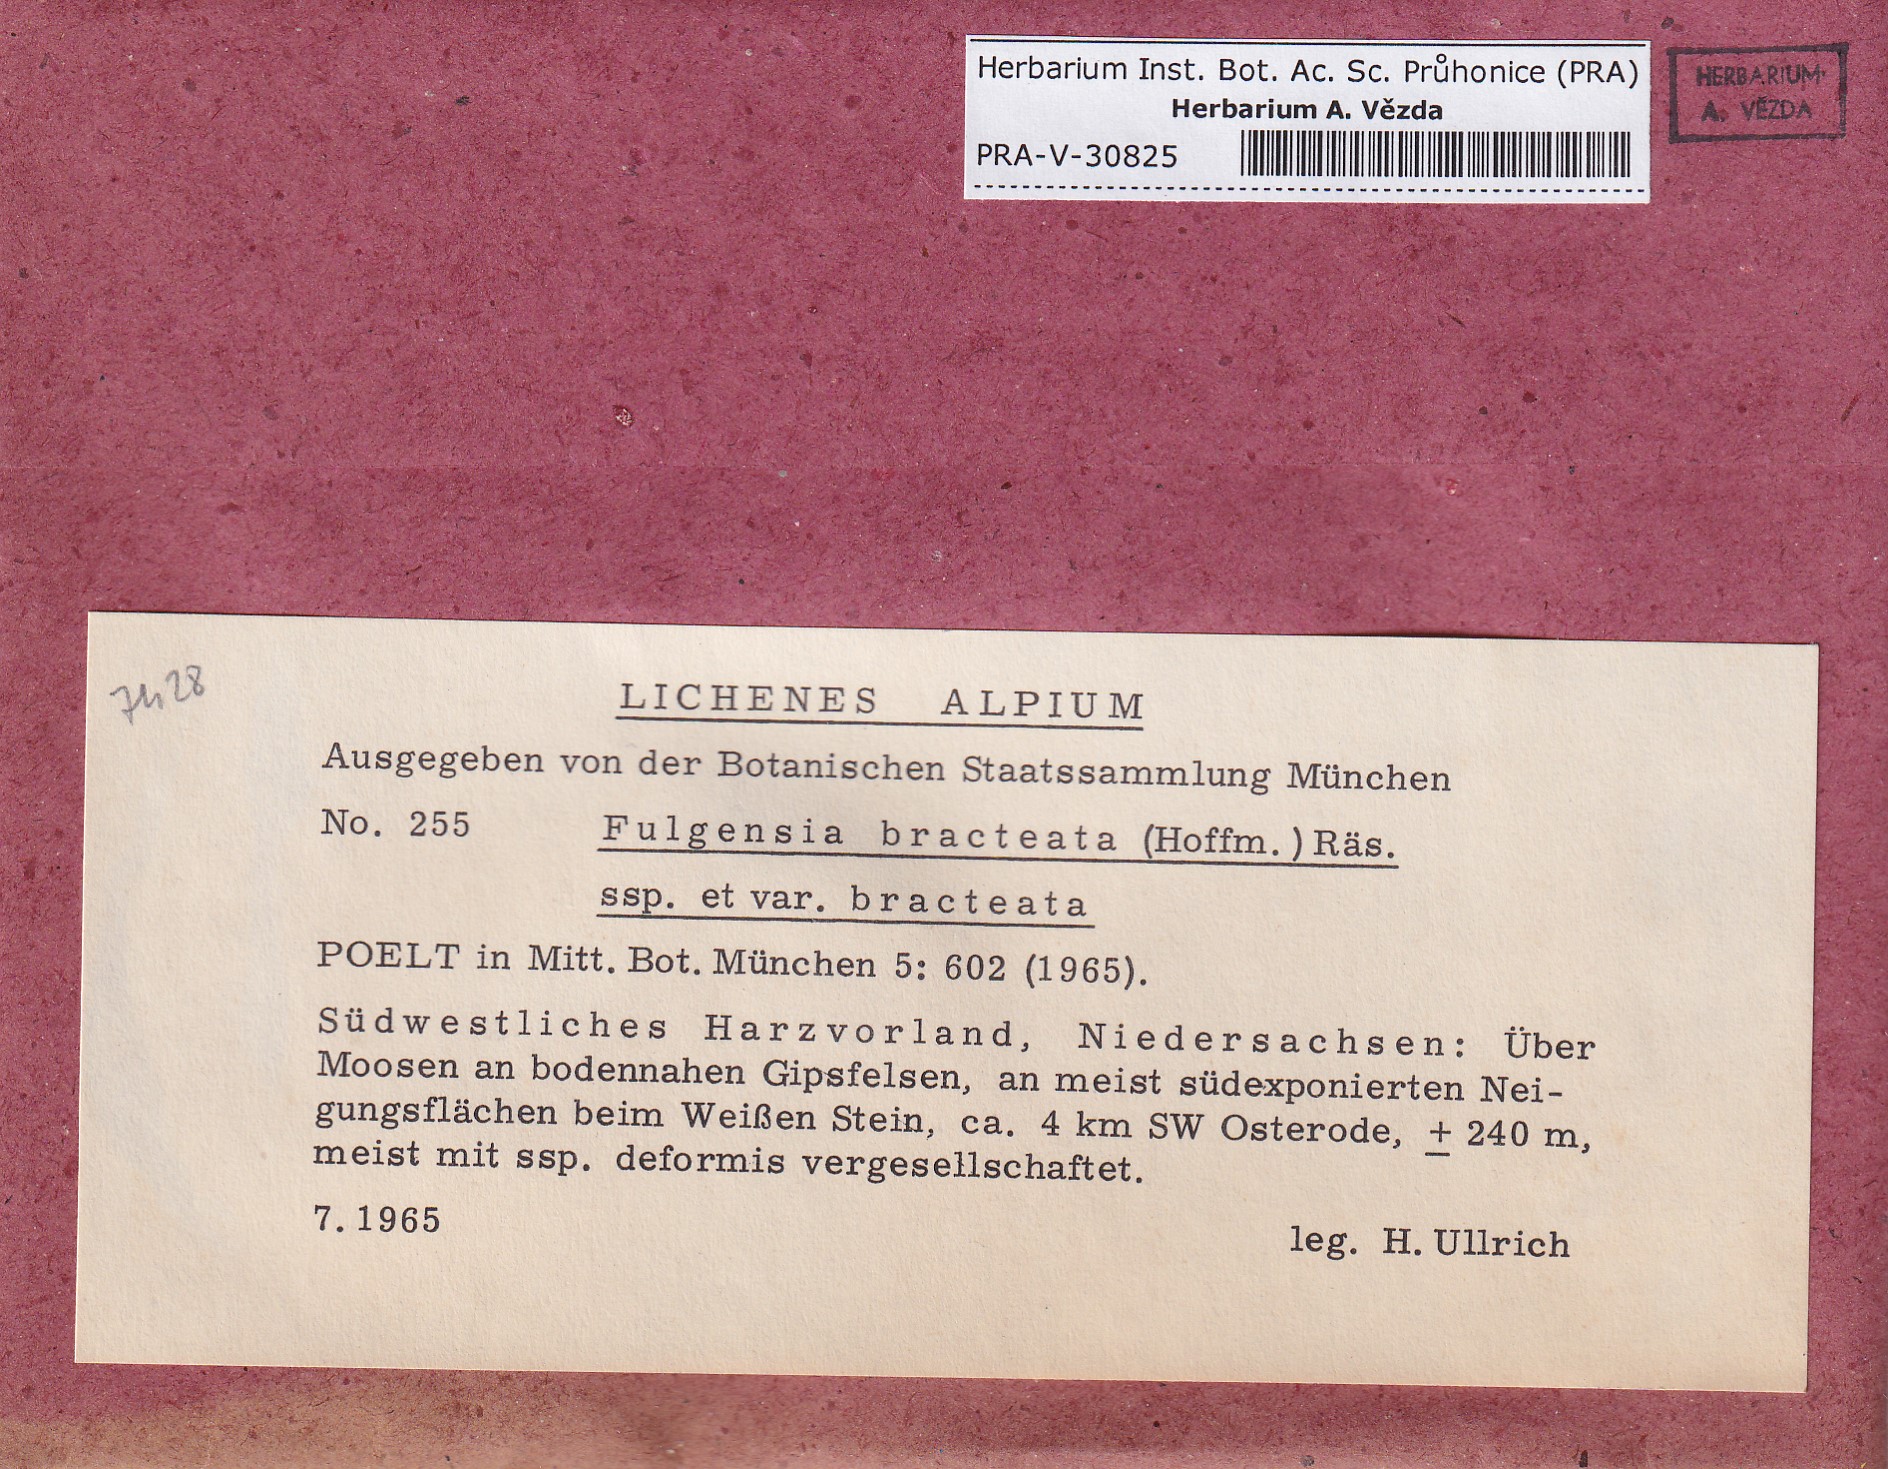 Herbarium Inst. Bot. Ac. Sc. Průhonice (PRA)
Herbarium A. Vězda
PRA-V-30825
HERBARIUM
A. VĚZDA
LICHENES ALPIUM
Ausgegeben von der Botanischen Staatssammlung München
No. 255 Fulgensia bracteata (Hoffm.) Räs.
ssp. et var. bracteata
POELT in Mitt. Bot. München 5: 602 (1965).
Südwestliches Harzvorland, Niedersachsen: Über
Moosen an bodennahen Gipsfelsen, an meist südexponierten Nei-
gungsflächen beim Weißen Stein, ca. 4 km SW Osterode, ± 240 m,
meist mit ssp. deformis vergesellschaftet.
7. 1965
leg. H. Ullrich